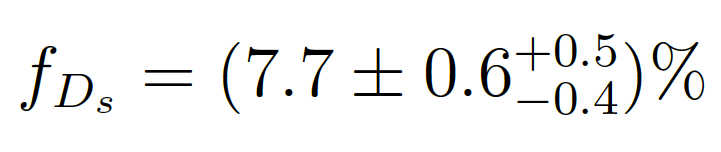 f_{D_s} = (7.7 ± 0.6^{+0.5}_{-0.4})%